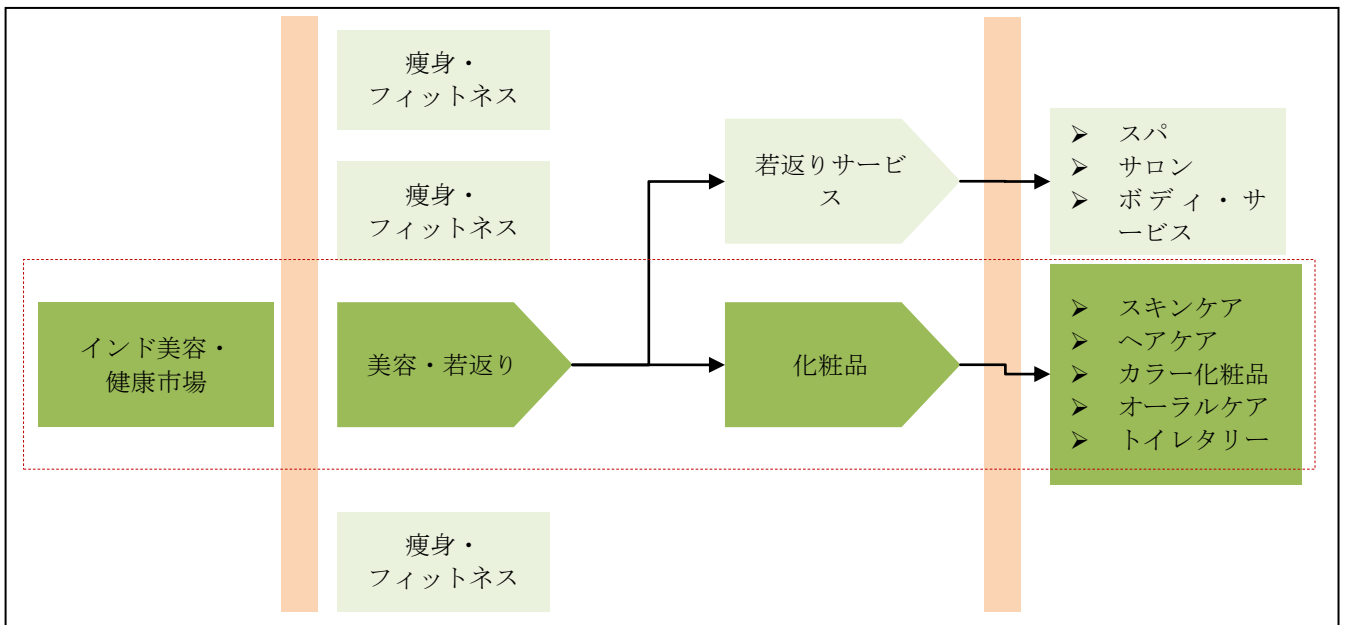 痩身・
フィットネス
痩身・
フィットネス
若返りサービ
ス
➢ スパ
➢ サロン
➢ ボディ・サ
ービス
インド美容・
健康市場
美容・若返り
化粧品
➢ スキンケア
➢ ヘアケア
➢ カラー化粧品
➢ オーラルケア
➢ トイレタリー
痩身・
フィットネス